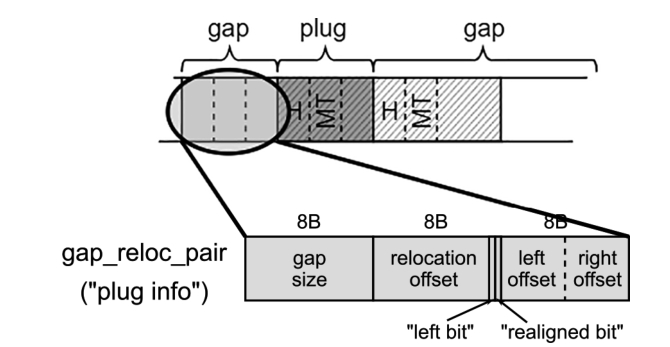 gap plug gap
H MT H MT
8B 8B 8B
gap_reloc_pair
("plug info")
gap
size
relocation
offset
left
offset
right
offset
"left bit" "realigned bit"